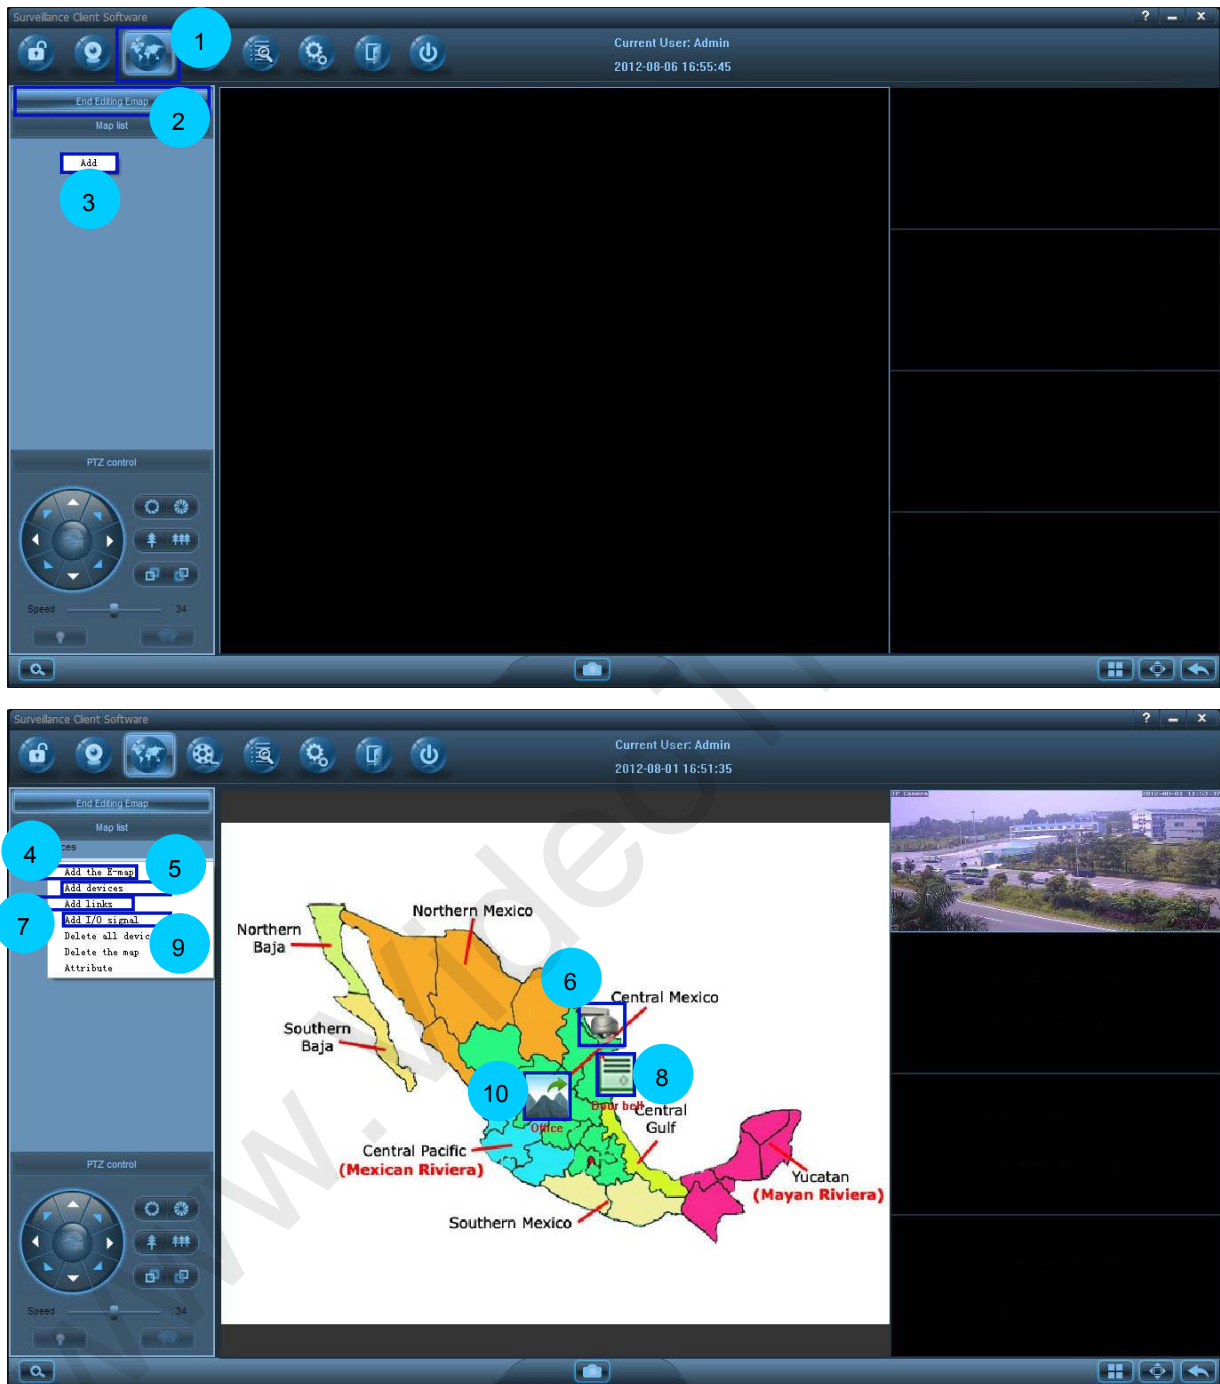 Surveillance Client Software
? – x
1
Current User: Admin
2012-08-06 16:55:45
End Editing Emap
2
Map list
Add
3
PTZ control
Speed 34
Surveillance Client Software
? – x
Current User: Admin
2012-08-01 16:51:35
End Editing Emap
Map list
IP Camera
4
5
Add the E-map
Add devices
Add links
7
Add I/O signal
Delete all devic
9
Delete the map
Attribute
Northern Mexico
Northern
Baja
6
Central Mexico
Southern
Baja
10
8
Door bell
Office
Central
Gulf
Central Pacific
(Mexican Riviera)
Yucatan
(Mayan Riviera)
Southern Mexico
PTZ control
Speed 34